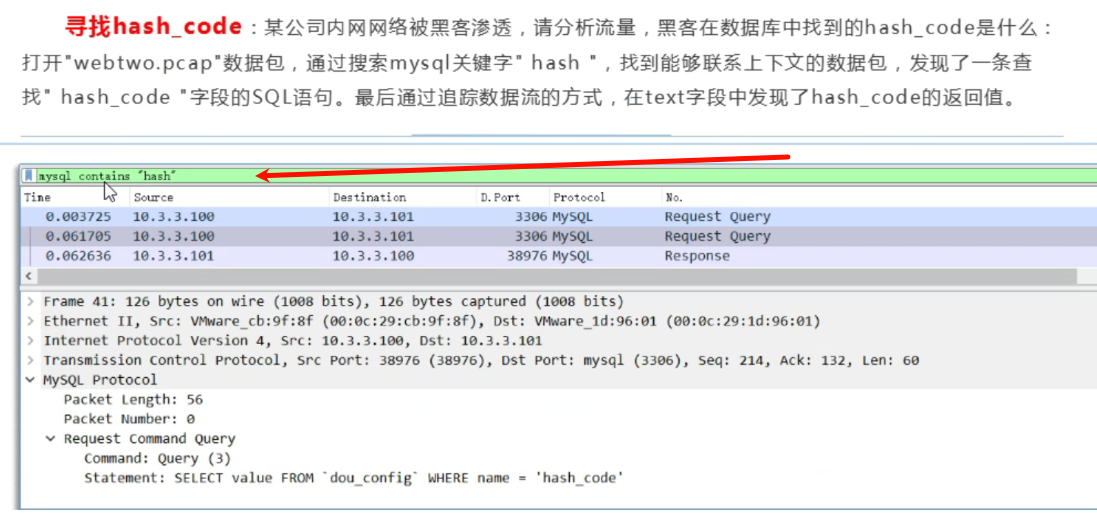 寻找hash_code：某公司内网网络被黑客渗透，请分析流量，黑客在数据库中找到的hash_code是什么：
打开"webtwo.pcap"数据包，通过搜索mysql关键字" hash "，找到能够联系上下文的数据包，发现了一条查
找" hash_code "字段的SQL语句。最后通过追踪数据流的方式，在text字段中发现了hash_code的返回值。
mysql contains "hash"
Time Source Destination D.Port Protocol No.
0.003725 10.3.3.100 10.3.3.101 3306 MySQL Request Query
0.061705 10.3.3.100 10.3.3.101 3306 MySQL Request Query
0.062636 10.3.3.101 10.3.3.100 38976 MySQL Response
Frame 41: 126 bytes on wire (1008 bits), 126 bytes captured (1008 bits)
Ethernet II, Src: VMware_cb:9f:8f (00:0c:29:cb:9f:8f), Dst: VMware_1d:96:01 (00:0c:29:1d:96:01)
Internet Protocol Version 4, Src: 10.3.3.100, Dst: 10.3.3.101
Transmission Control Protocol, Src Port: 38976 (38976), Dst Port: mysql (3306), Seq: 214, Ack: 132, Len: 60
MySQL Protocol
Packet Length: 56
Packet Number: 0
Request Command Query
Command: Query (3)
Statement: SELECT value FROM `dou_config` WHERE name = 'hash_code'